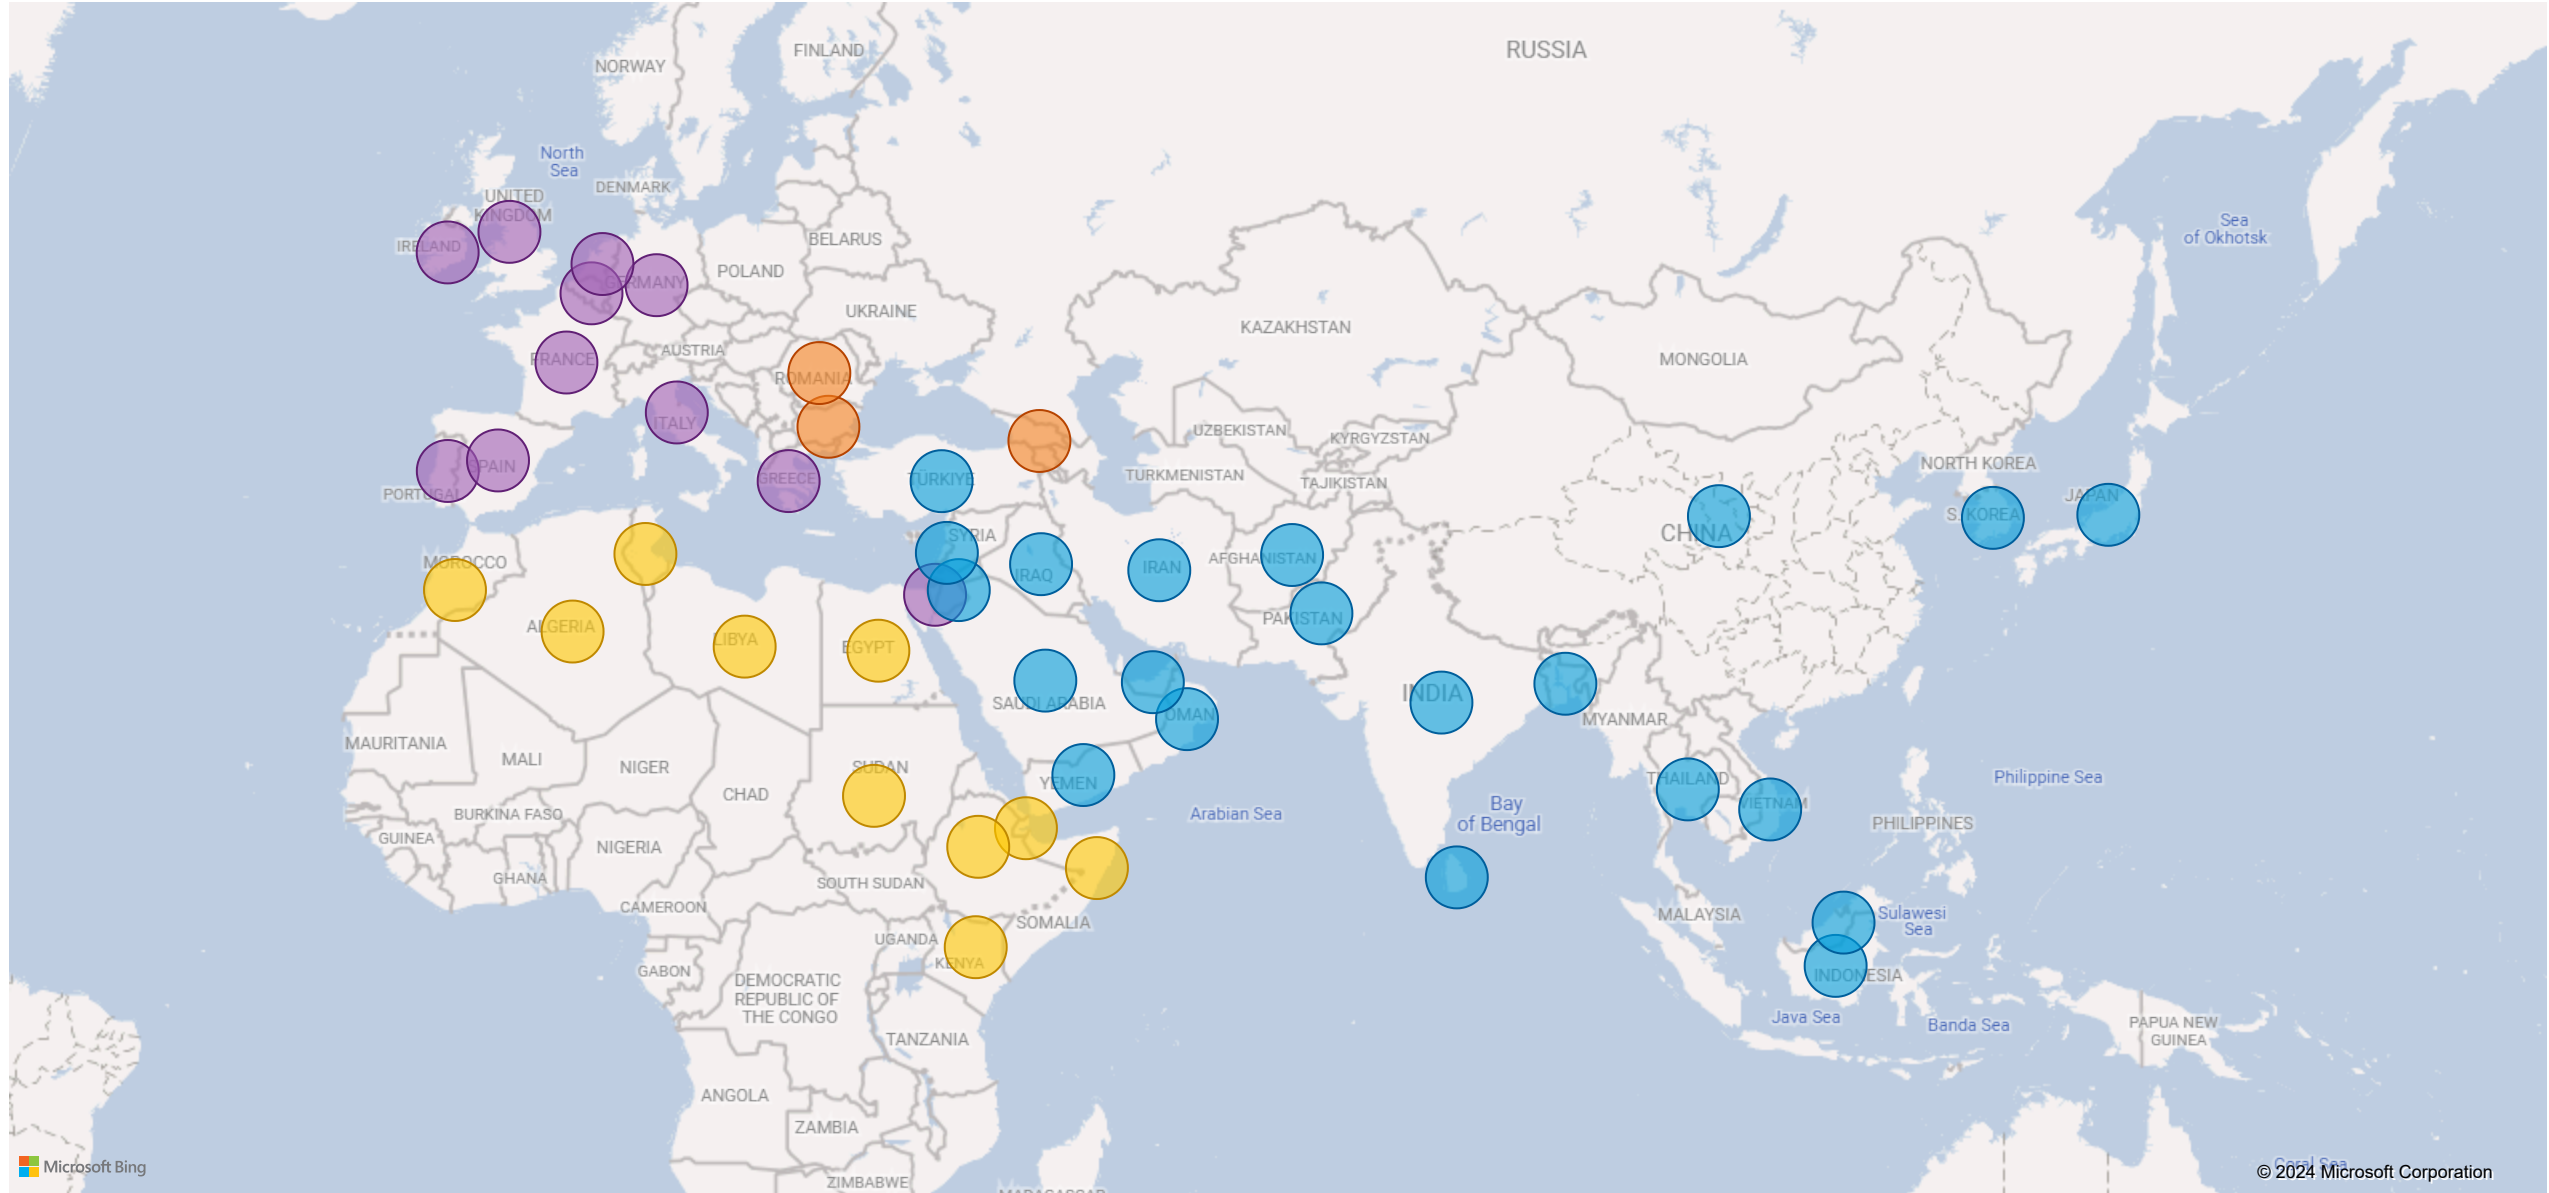 FINLAND
RUSSIA
NORWAY
North
Sea
DENMARK
UNITED
KINGDOM
Sea
of Okhotsk
IRELAND
BELARUS
POLAND
GERMANY
UKRAINE
KAZAKHSTAN
AUSTRIA
FRANCE
MONGOLIA
ROMANIA
ITALY
UZBEKISTAN
KYRGYZSTAN
SPAIN
NORTH KOREA
TURKMENISTAN
TAJIKISTAN
GREECE
TÜRKIYE
PORTUGAL
JAPAN
S. KOREA
SYRIA
CHINA
MOROCCO
AFGHANISTAN
IRAN
IRAQ
PAKISTAN
ALGERIA
LIBYA
EGYPT
INDIA
SAUDI ARABIA
OMAN
MYANMAR
MAURITANIA
MALI
NIGER
SUDAN
THAILAND
Philippine Sea
YEMEN
CHAD
VIETNAM
Bay
of Bengal
BURKINA FASO
Arabian Sea
PHILIPPINES
GUINEA
NIGERIA
GHANA
SOUTH SUDAN
CAMEROON
SOMALIA
MALAYSIA
Sulawesi
Sea
UGANDA
KENYA
GABON
INDONESIA
DEMOCRATIC
REPUBLIC OF
THE CONGO
Java Sea
Banda Sea
PAPUA NEW
GUINEA
TANZANIA
ANGOLA
ZAMBIA
Microsoft Bing
Coral Sea
© 2024 Microsoft Corporation
ZIMBABWE
MADAGASCAR